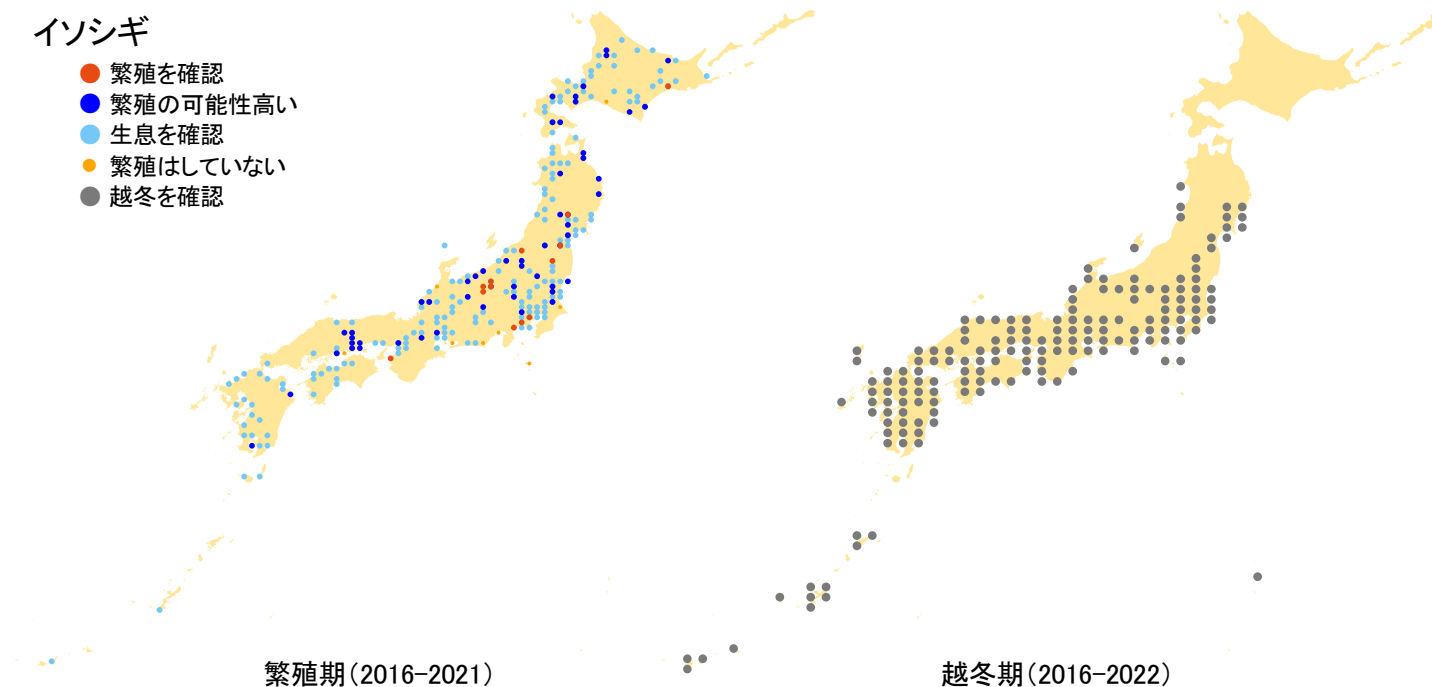 イソシギ
繁殖を確認
繁殖の可能性高い
生息を確認
繁殖はしていない
越冬を確認
繁殖期(2016-2021)
越冬期(2016-2022)